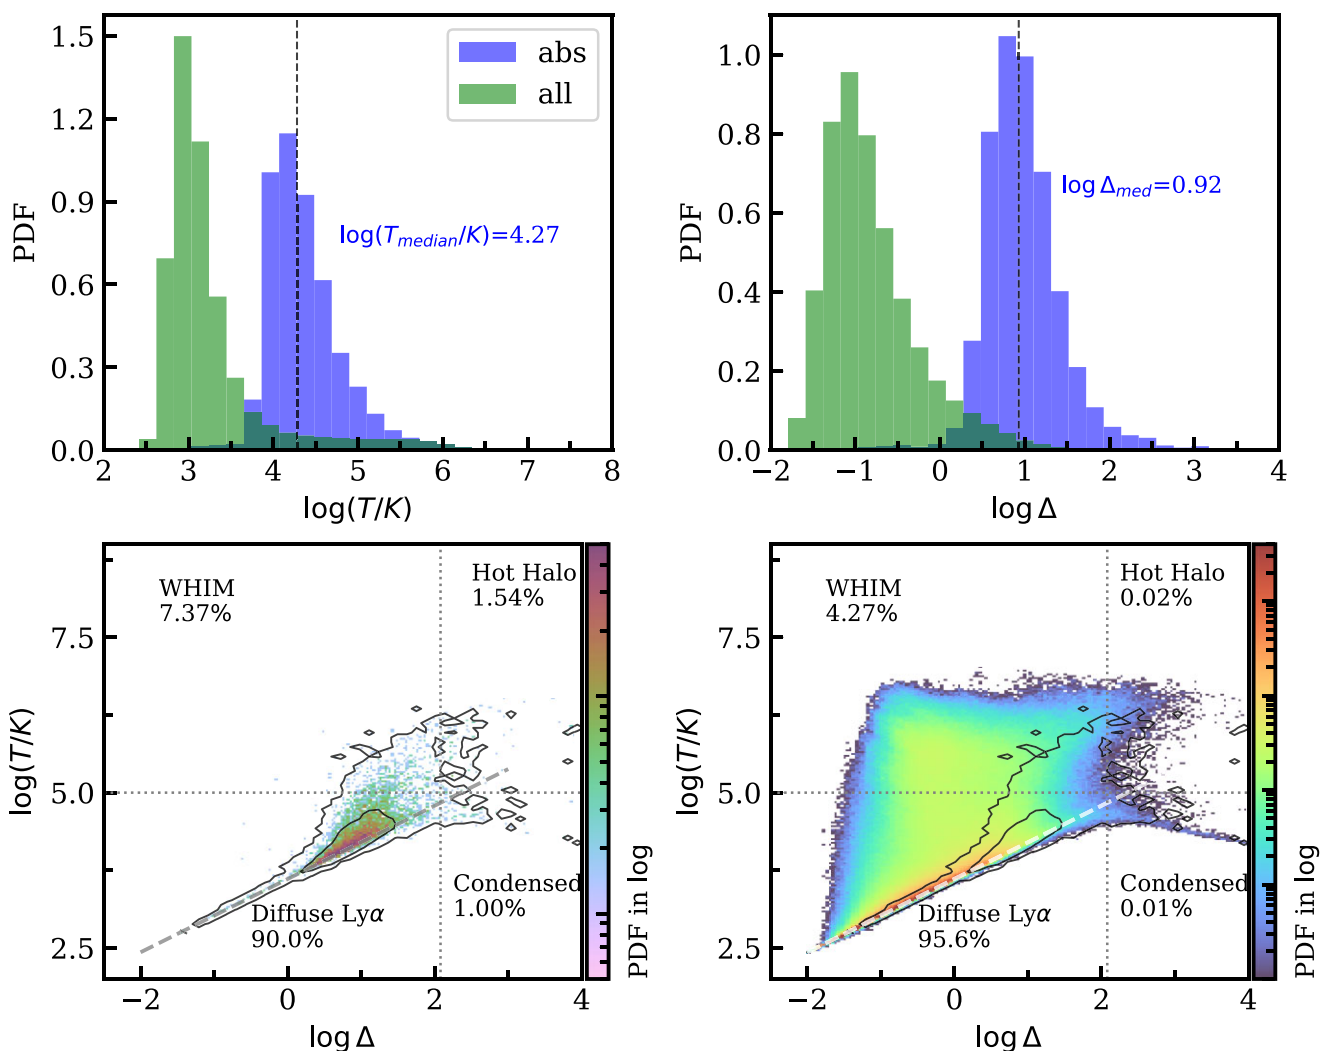 abs
all
log(T_median/K)=4.27
PDF
0.0
0.3
0.6
0.9
1.2
1.5
2
3
4
5
6
7
8
log(T/K)
log Δ_med=0.92
PDF
0.0
0.2
0.4
0.6
0.8
1.0
−2
−1
0
1
2
3
4
log Δ
WHIM
7.37%
Hot Halo
1.54%
Condensed
1.00%
Diffuse Lyα
90.0%
log(T/K)
7.5
5.0
2.5
−2
0
2
4
log Δ
PDF in log
WHIM
4.27%
Hot Halo
0.02%
Condensed
0.01%
Diffuse Lyα
95.6%
log(T/K)
7.5
5.0
2.5
−2
0
2
4
log Δ
PDF in log